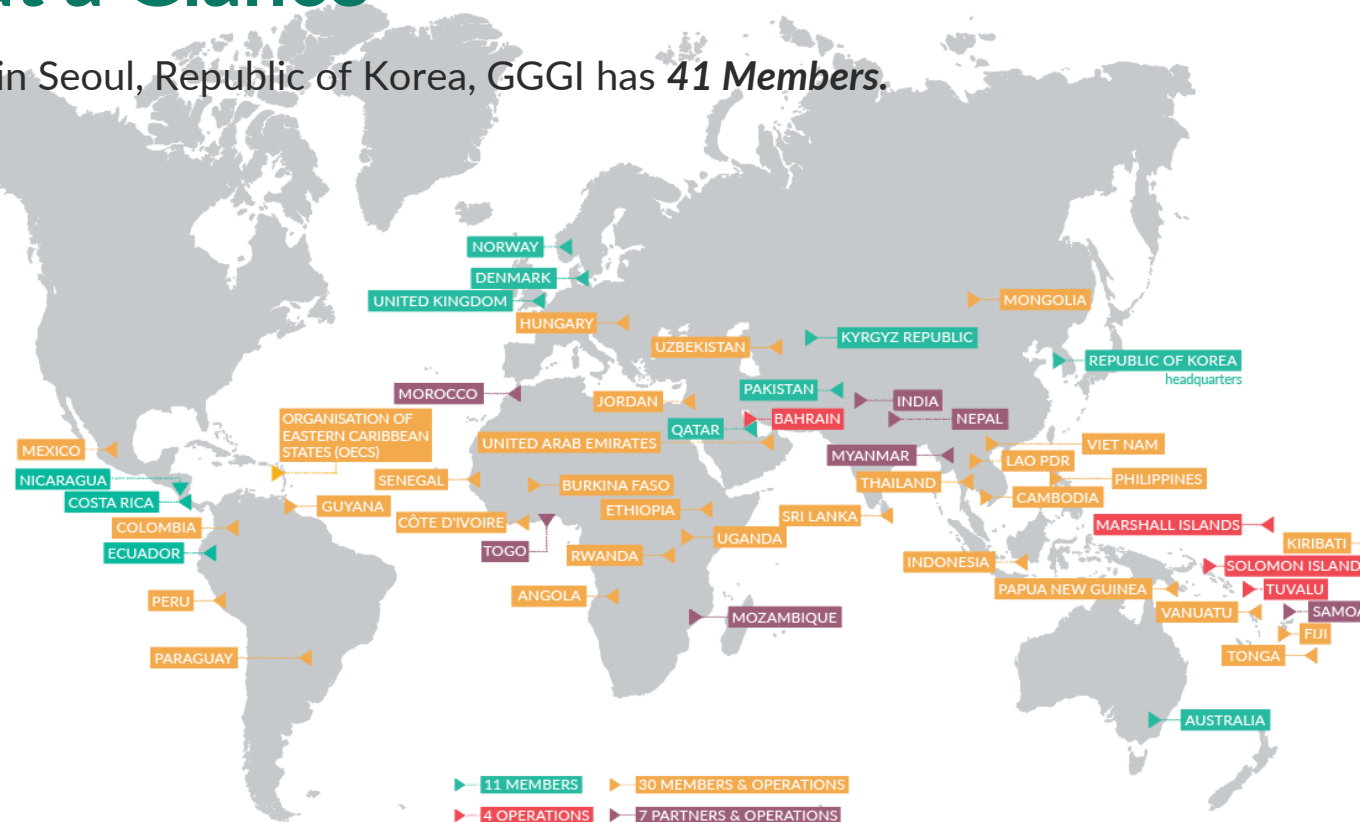 at a Glance
in Seoul, Republic of Korea, GGGI has 41 Members.
NORWAY
DENMARK
UNITED KINGDOM
MONGOLIA
HUNGARY
KYRGYZ REPUBLIC
UZBEKISTAN
REPUBLIC OF KOREA
headquarters
PAKISTAN
MOROCCO
JORDAN
INDIA
ORGANISATION OF
EASTERN CARIBBEAN
STATES (OECS)
BAHRAIN
NEPAL
QATAR
UNITED ARAB EMIRATES
VIET NAM
MEXICO
MYANMAR
LAO PDR
NICARAGUA
SENEGAL
BURKINA FASO
THAILAND
PHILIPPINES
COSTA RICA
GUYANA
ETHIOPIA
CAMBODIA
COLOMBIA
CÔTE D'IVOIRE
SRI LANKA
MARSHALL ISLANDS
UGANDA
KIRIBATI
ECUADOR
TOGO
RWANDA
INDONESIA
SOLOMON ISLAND
ANGOLA
PAPUA NEW GUINEA
TUVALU
PERU
MOZAMBIQUE
VANUATU
SAMOA
FIJI
PARAGUAY
TONGA
AUSTRALIA
11 MEMBERS
30 MEMBERS & OPERATIONS
4 OPERATIONS
7 PARTNERS & OPERATIONS